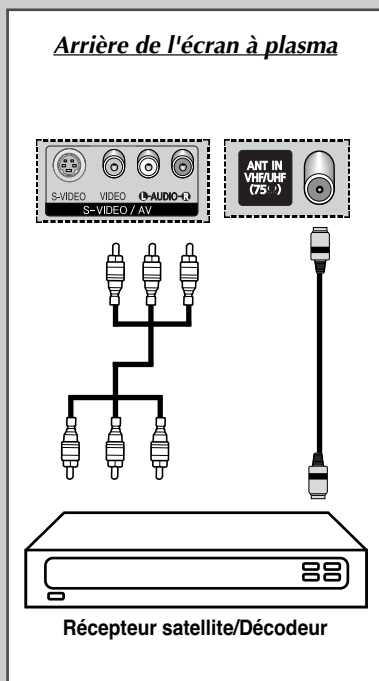 Arrière de l'écran à plasma
ANT IN
VHF/UHF
(75Ω)
S-VIDEO VIDEO L-AUDIO-R
S-VIDEO / AV
Récepteur satellite/Décodeur